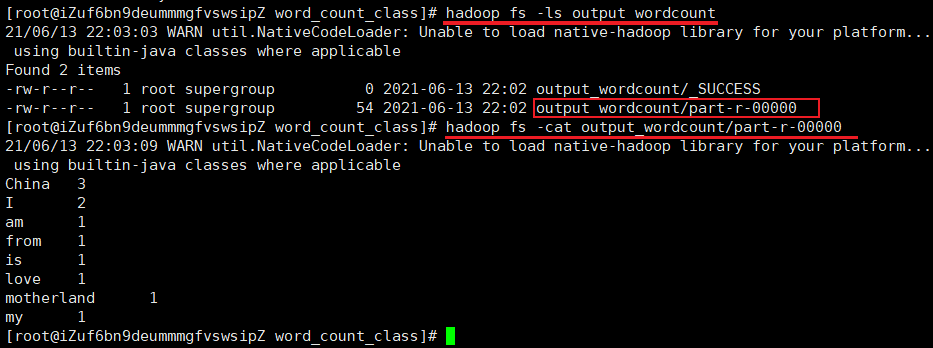 [root@iZuf6bn9deummmgfvswsipZ word_count_class]# hadoop fs -ls output_wordcount
21/06/13 22:03:03 WARN util.NativeCodeLoader: Unable to load native-hadoop library for your platform...
 using builtin-java classes where applicable
Found 2 items
-rw-r--r--   1 root supergroup          0 2021-06-13 22:02 output_wordcount/_SUCCESS
-rw-r--r--   1 root supergroup         54 2021-06-13 22:02 output_wordcount/part-r-00000
[root@iZuf6bn9deummmgfvswsipZ word_count_class]# hadoop fs -cat output_wordcount/part-r-00000
21/06/13 22:03:09 WARN util.NativeCodeLoader: Unable to load native-hadoop library for your platform...
 using builtin-java classes where applicable
China	3
I	2
am	1
from	1
is	1
love	1
motherland	1
my	1
[root@iZuf6bn9deummmgfvswsipZ word_count_class]#